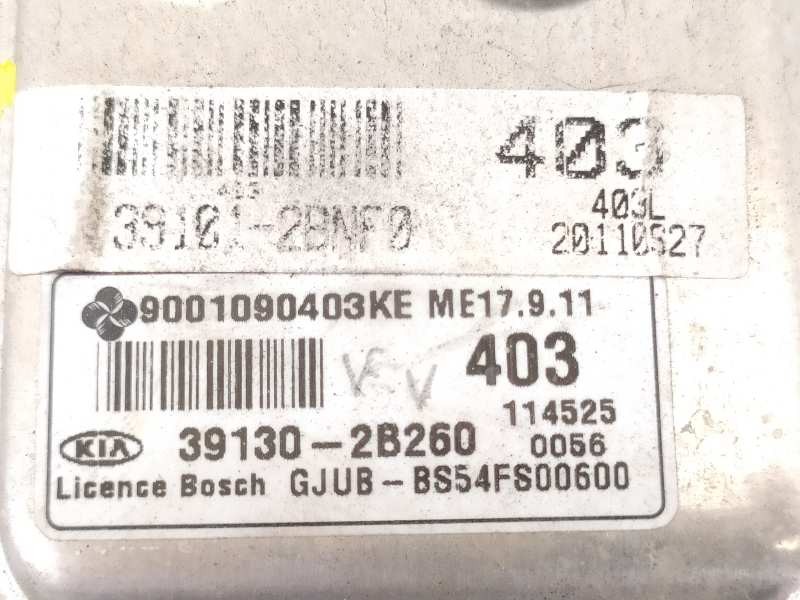 403
39101-2BNF0
403L
20110527
9001090403KE ME17.9.11
403
114525
KIA 39130-2B260
0056
Licence Bosch GJUB-BS54FS00600